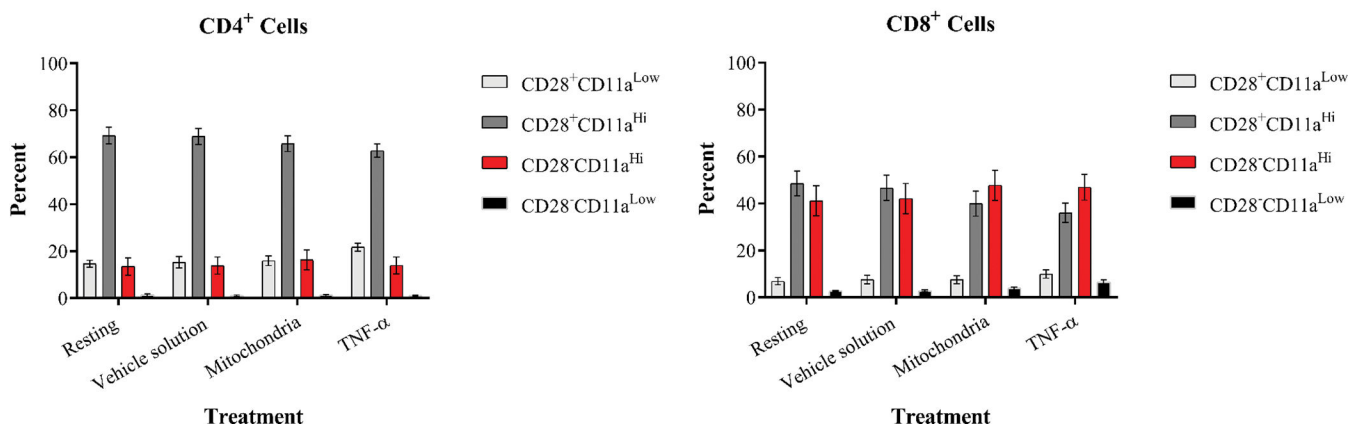 CD4⁺ Cells
Percent
100
80
60
40
20
0
Resting
Vehicle solution
Mitochondria
TNF-α
Treatment
CD28⁺CD11aᴸᵒʷ
CD28⁺CD11aᴴⁱ
CD28⁻CD11aᴴⁱ
CD28⁻CD11aᴸᵒʷ
CD8⁺ Cells
Percent
100
80
60
40
20
0
Resting
Vehicle solution
Mitochondria
TNF-α
Treatment
CD28⁺CD11aᴸᵒʷ
CD28⁺CD11aᴴⁱ
CD28⁻CD11aᴴⁱ
CD28⁻CD11aᴸᵒʷ